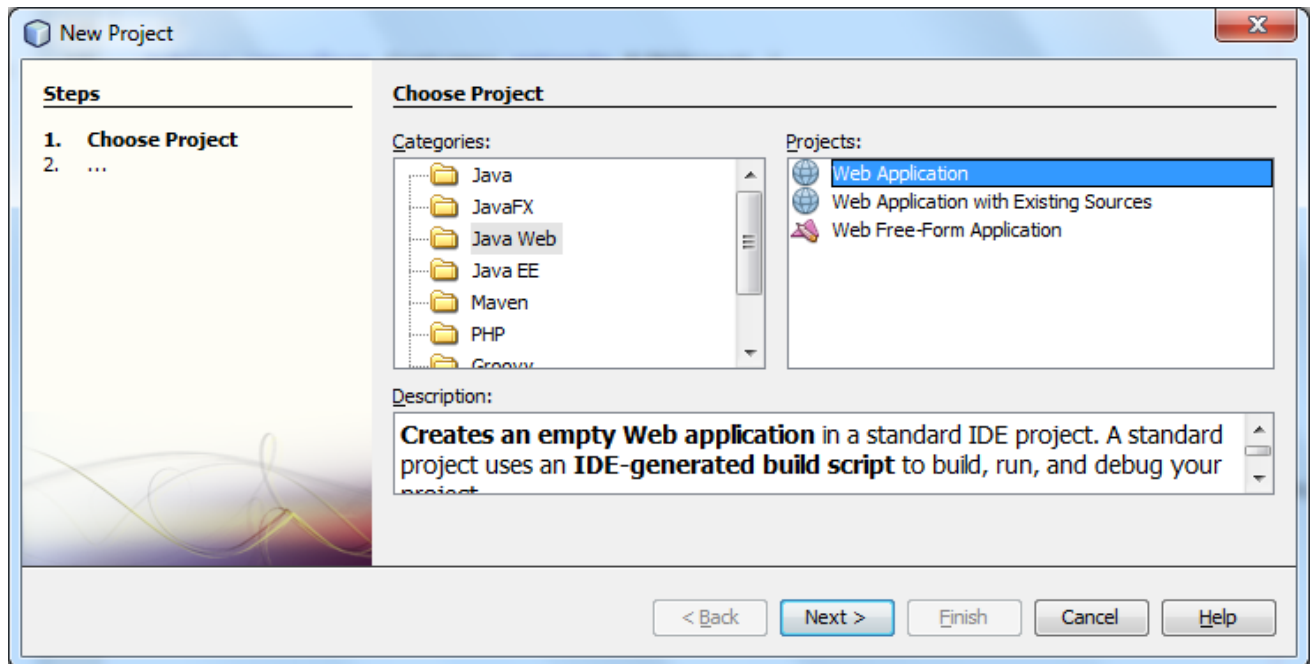 New Project
Steps
1. Choose Project
2. ...
Choose Project
Categories:
Java
JavaFX
Java Web
Java EE
Maven
PHP
Groovy
Projects:
Web Application
Web Application with Existing Sources
Web Free-Form Application
Description:
Creates an empty Web application in a standard IDE project. A standard
project uses an IDE-generated build script to build, run, and debug your
project
< Back
Next >
Finish
Cancel
Help